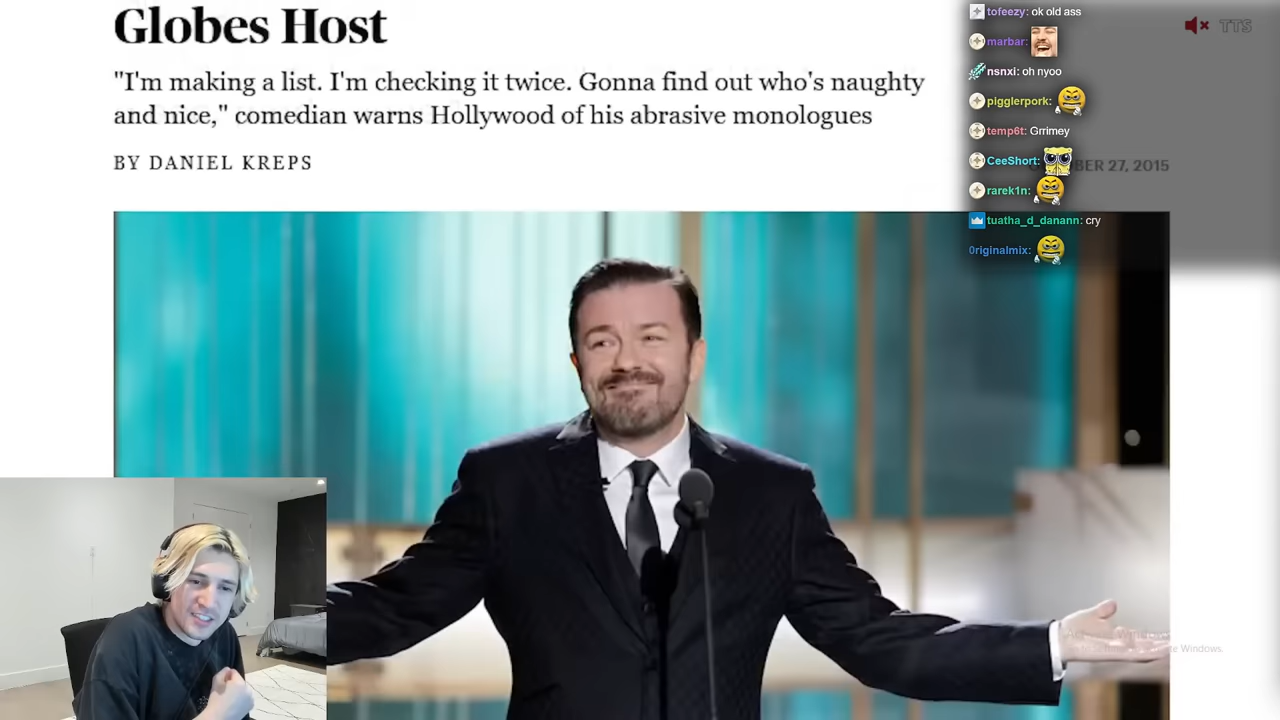 Globes Host
"I'm making a list. I'm checking it twice. Gonna find out who's naughty
and nice," comedian warns Hollywood of his abrasive monologues
BY DANIEL KREPS
BER 27, 2015
tofeezy: ok old ass
marbar:
nsnxi: oh nyoo
pigglerpork:
temp6t: Grrimey
CeeShort:
rarek1n:
tuatha_d_danann: cry
0riginalmix:
TTS